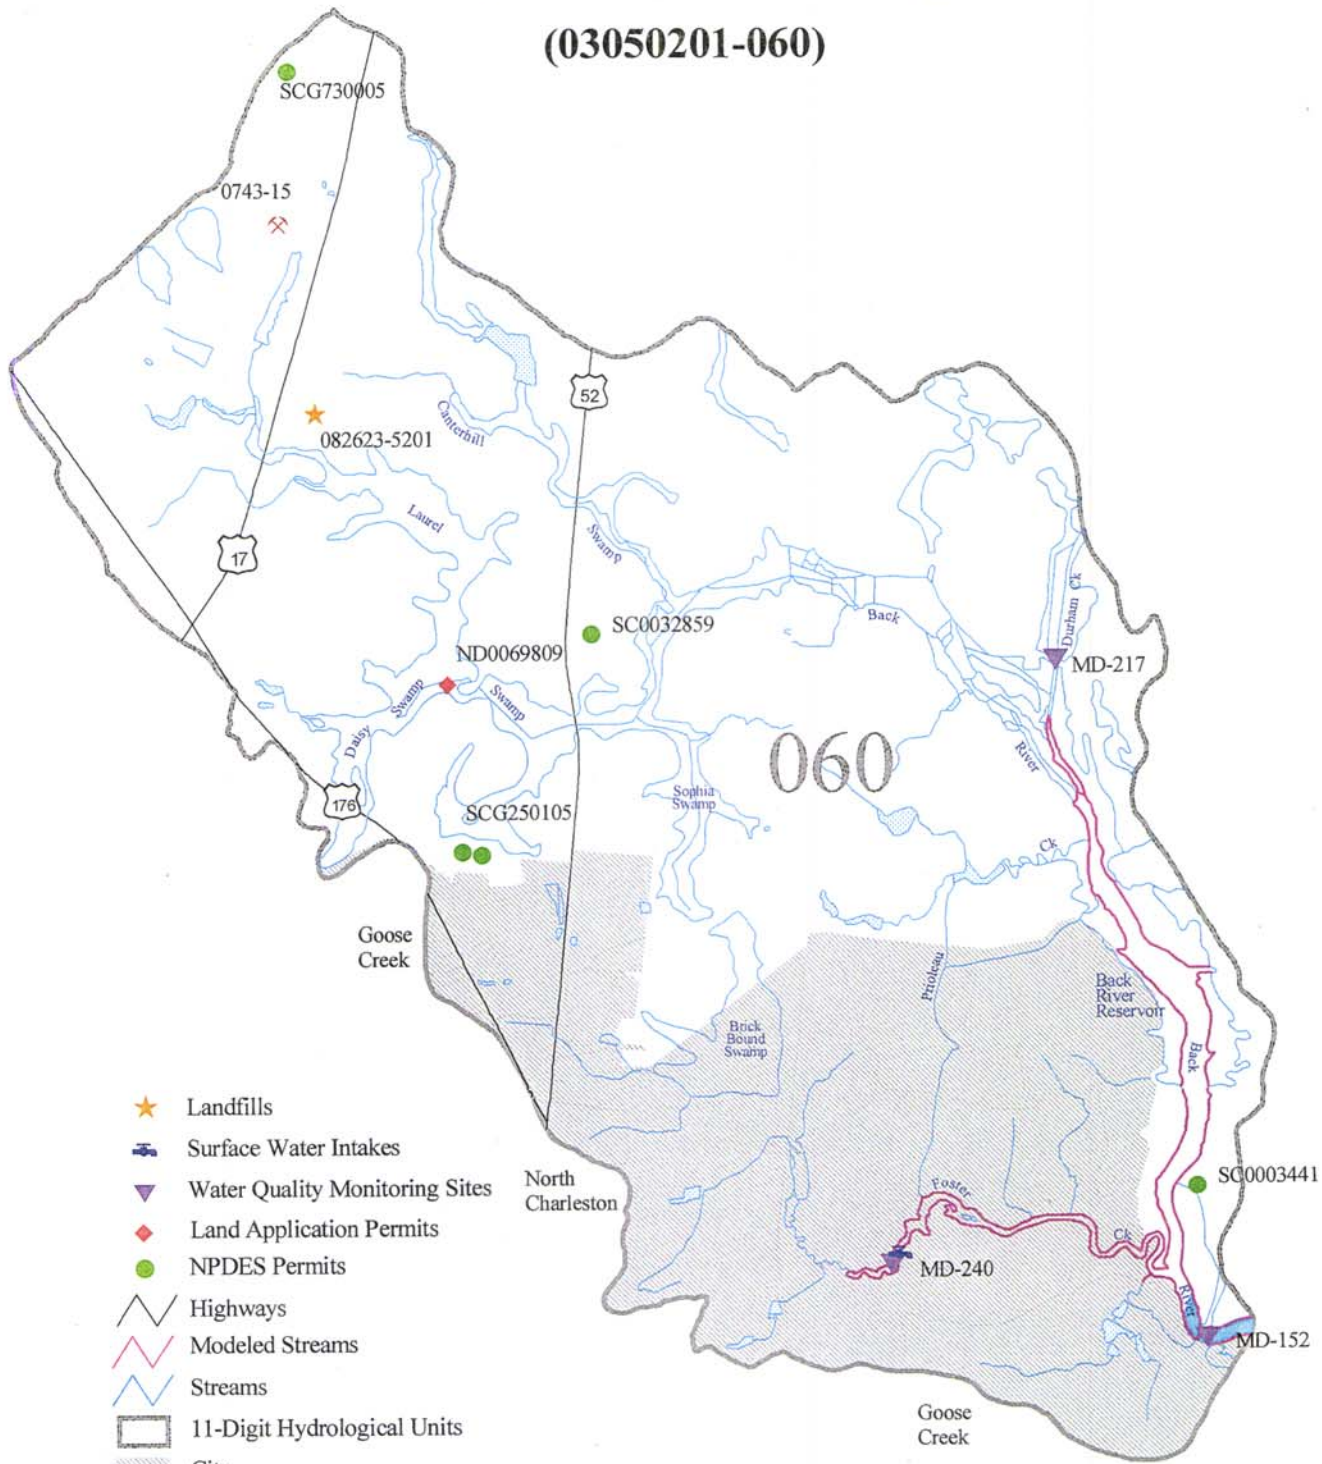 (03050201-060)
SCG730005
0743-15
52
Canterhill
082623-5201
Laurel
Swamp
17
Back
Durham Ck
SC0032859
ND0069809
MD-217
Swamp
Swamp
Daisy
River
060
176
Sophia
Swamp
SCG250105
Ck
Goose
Creek
Prioleau
Back
River
Reservoir
Brick
Bound
Swamp
Back
Landfills
Surface Water Intakes
Water Quality Monitoring Sites
Land Application Permits
NPDES Permits
Highways
Modeled Streams
Streams
11-Digit Hydrological Units
City
North
Charleston
SC0003441
Foster
Ck
MD-240
River
MD-152
Goose
Creek